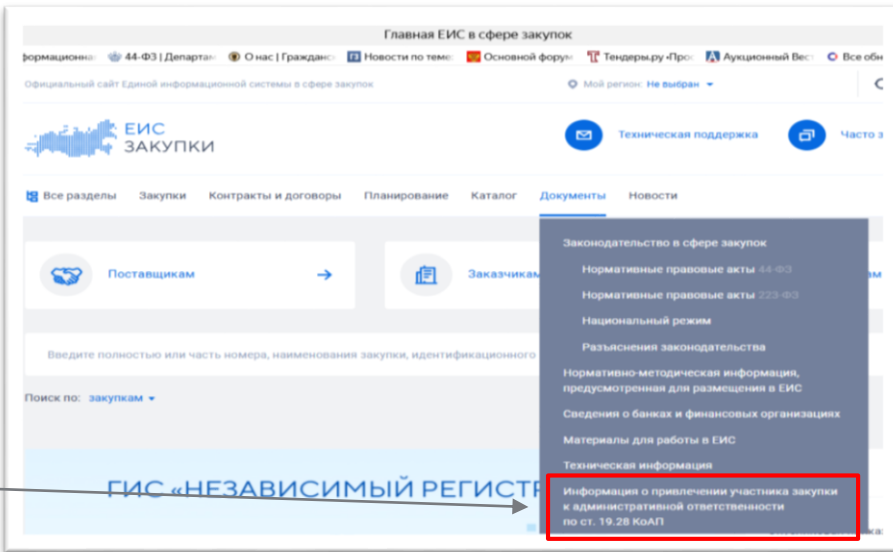 Главная ЕИС в сфере закупок
44-ФЗ | Департам О нас | Гражданс Новости по теме: Основной форум Тендеры.ру Аукционный Вест Все обн
Официальный сайт Единой информационной системы в сфере закупок Мой регион: Не выбран
ЕИС
ЗАКУПКИ
Техническая поддержка Часто з
Все разделы Закупки Контракты и договоры Планирование Каталог Документы Новости
Законодательство в сфере закупок
Поставщикам Заказчикам
Нормативные правовые акты 44-ФЗ
Нормативные правовые акты 223-ФЗ
Национальный режим
Разъяснения законодательства
Введите полностью или часть номера, наименования закупки, идентификационного
Нормативно-методическая информация,
предусмотренная для размещения в ЕИС
Поиск по: закупкам
Сведения о банках и финансовых организациях
Материалы для работы в ЕИС
Техническая информация
ГИС «НЕЗАВИСИМЫЙ РЕГИСТР
Информация о привлечении участника закупки
к административной ответственности
по ст. 19.28 КоАП